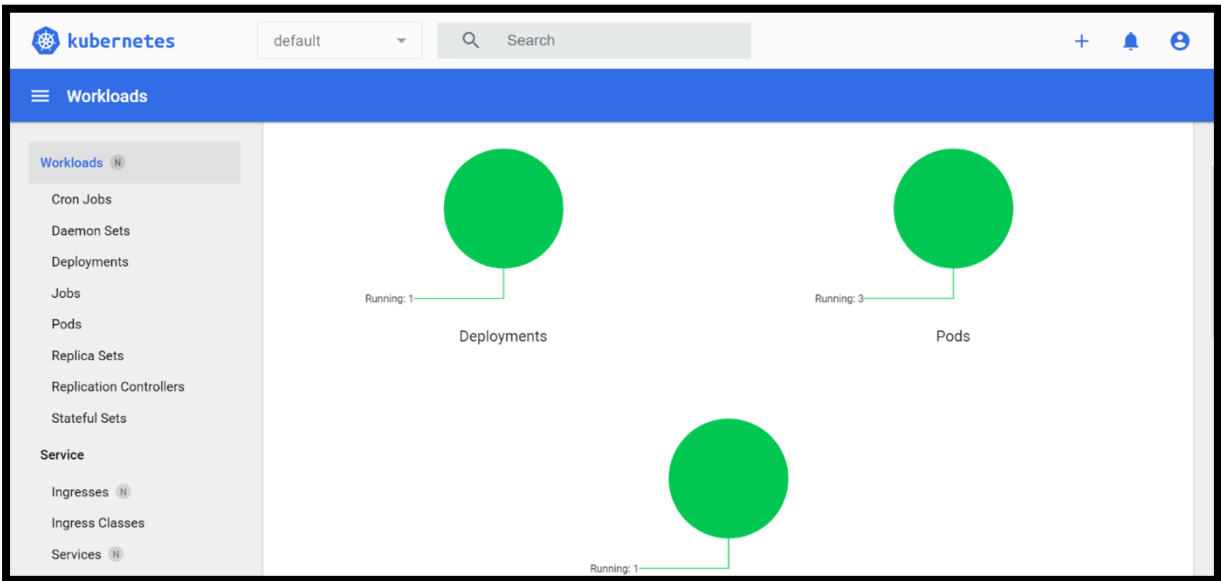 kubernetes
default
Search
Workloads
Workloads N
Cron Jobs
Daemon Sets
Deployments
Jobs
Pods
Replica Sets
Replication Controllers
Stateful Sets
Service
Ingresses N
Ingress Classes
Services N
Running: 1
Deployments
Running: 3
Pods
Running: 1